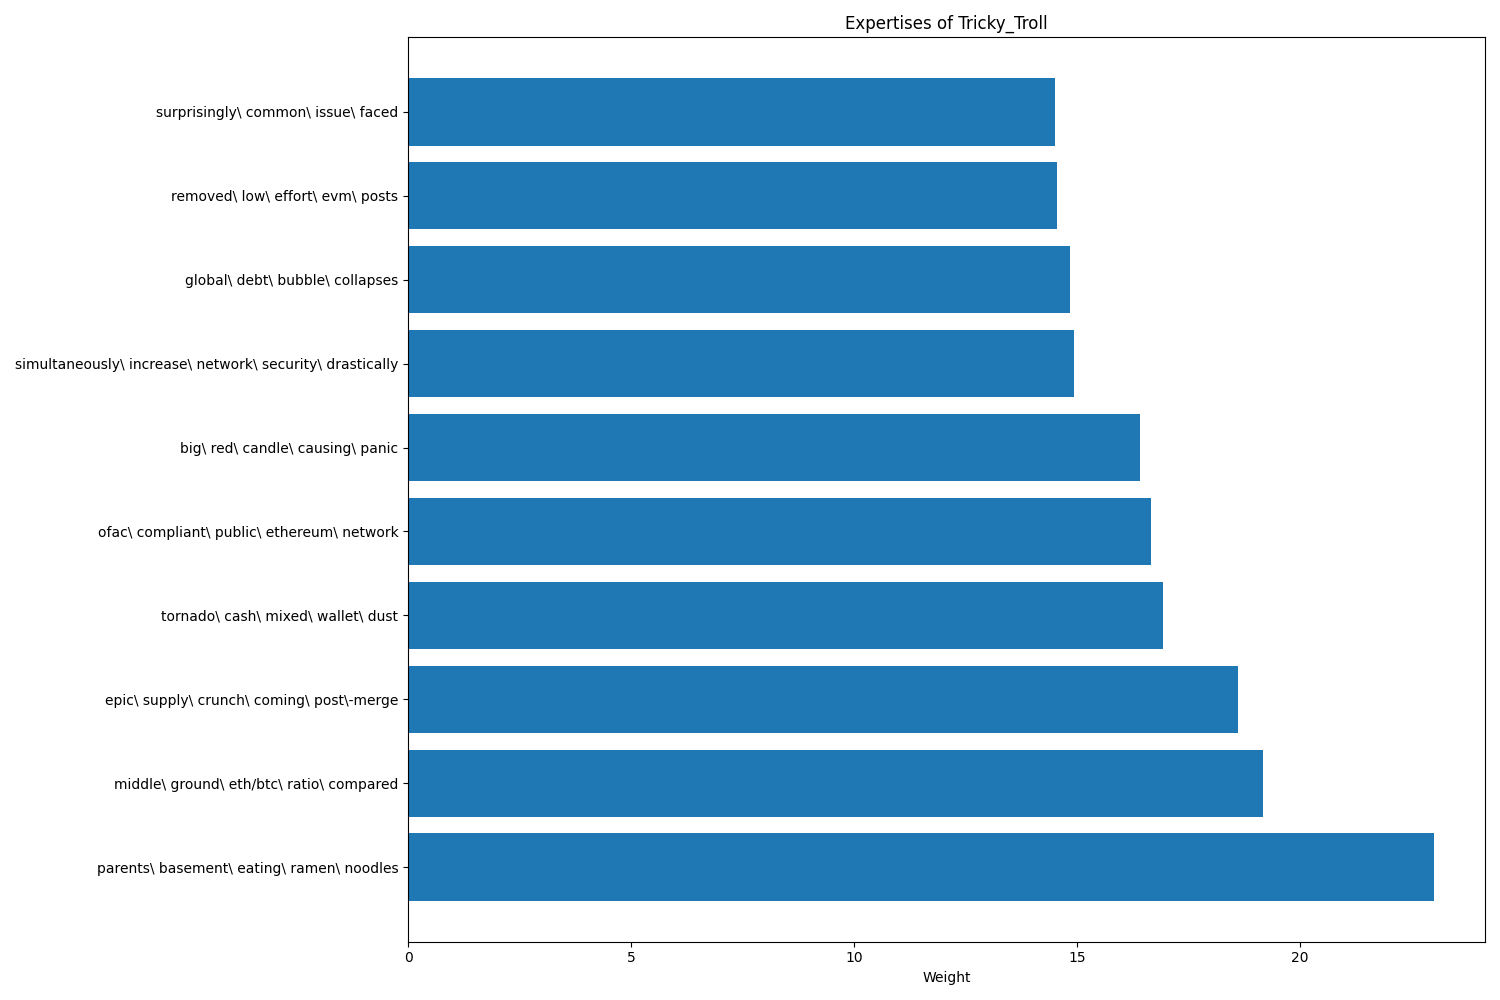 Expertises of Tricky_Troll
surprisingly\ common\ issue\ faced
removed\ low\ effort\ evm\ posts
global\ debt\ bubble\ collapses
simultaneously\ increase\ network\ security\ drastically
big\ red\ candle\ causing\ panic
ofac\ compliant\ public\ ethereum\ network
tornado\ cash\ mixed\ wallet\ dust
epic\ supply\ crunch\ coming\ post\-merge
middle\ ground\ eth/btc\ ratio\ compared
parents\ basement\ eating\ ramen\ noodles
0 5 10 15 20
Weight